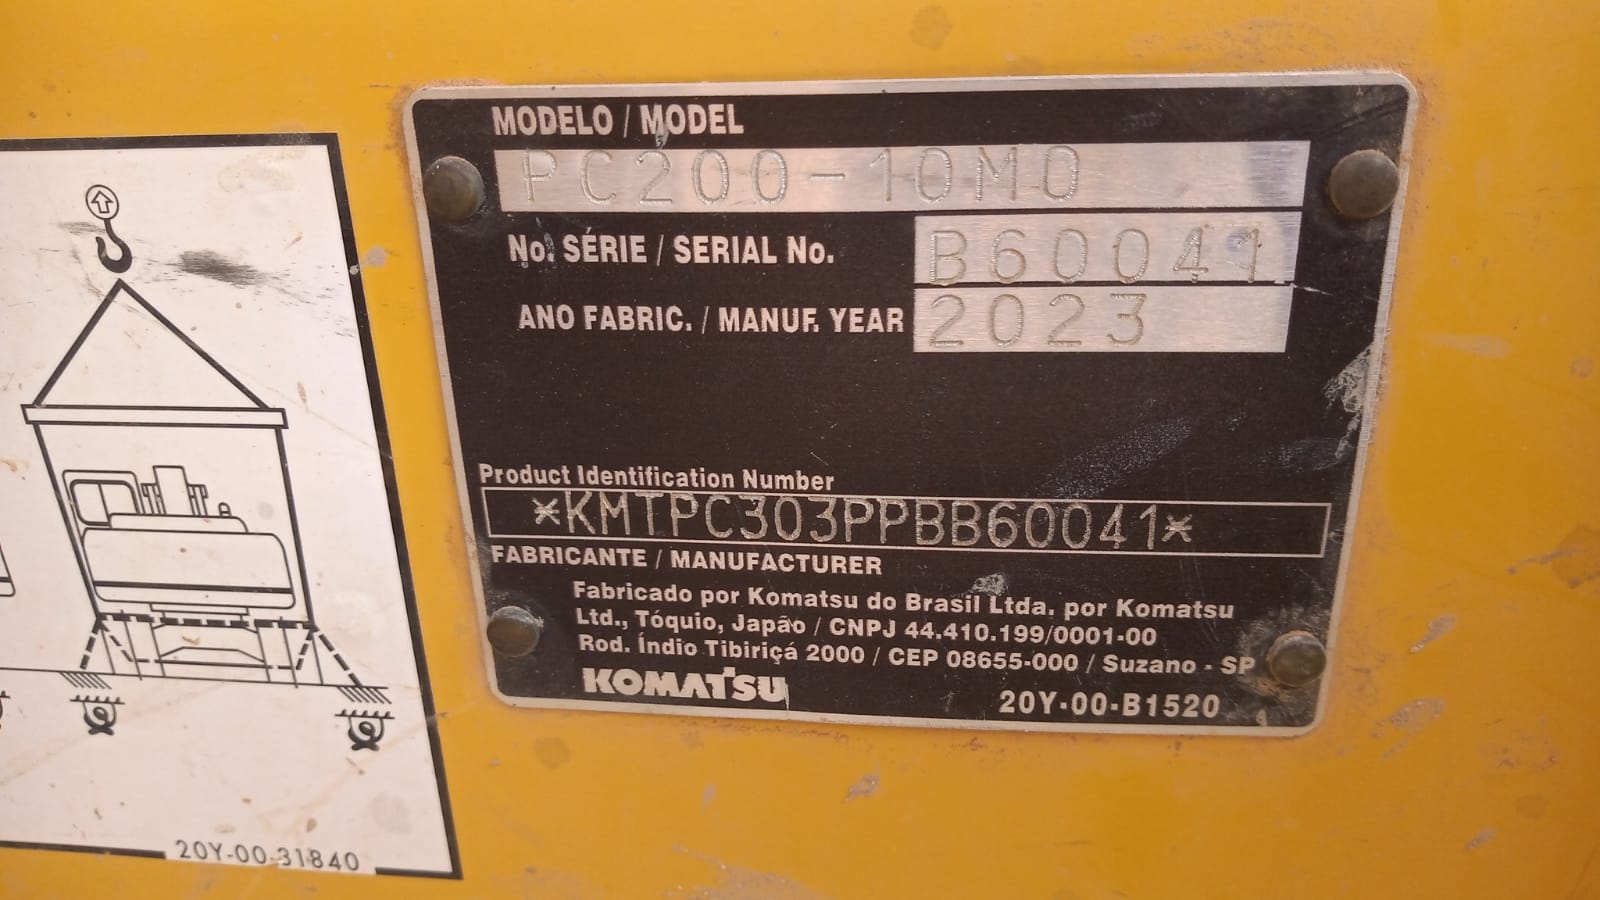 MODELO / MODEL
PC200-10M0
No. SÉRIE / SERIAL No.
B60041
ANO FABRIC. / MANUF. YEAR
2023
Product Identification Number
*KMTPC303PPBB60041*
FABRICANTE / MANUFACTURER
Fabricado por Komatsu do Brasil Ltda. por Komatsu
Ltd., Tóquio, Japão / CNPJ 44.410.199/0001-00
Rod. Índio Tibiriçá 2000 / CEP 08655-000 / Suzano - SP
KOMATSU
20Y-00-B1520
20Y-00-31840